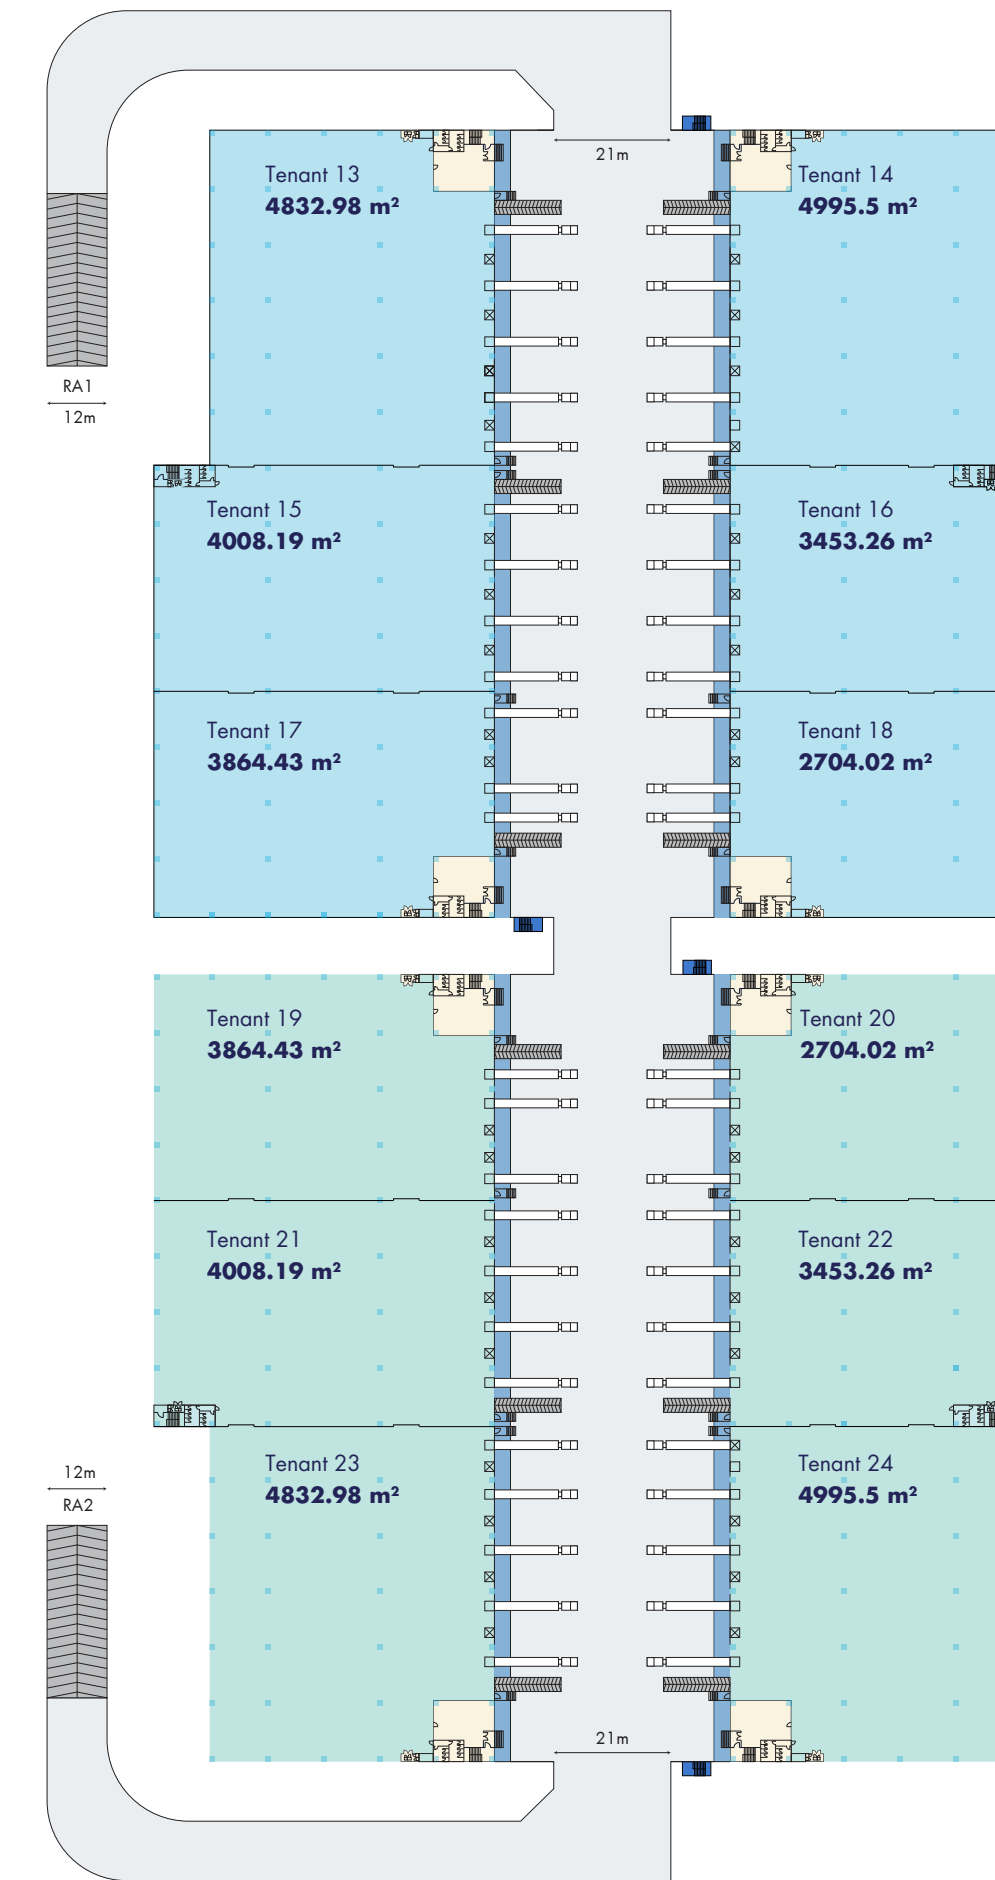 21m
Tenant 13
4832.98 m²
Tenant 14
4995.5 m²
RA1
12m
Tenant 15
4008.19 m²
Tenant 16
3453.26 m²
Tenant 17
3864.43 m²
Tenant 18
2704.02 m²
Tenant 19
3864.43 m²
Tenant 20
2704.02 m²
Tenant 21
4008.19 m²
Tenant 22
3453.26 m²
Tenant 23
4832.98 m²
Tenant 24
4995.5 m²
12m
RA2
21m